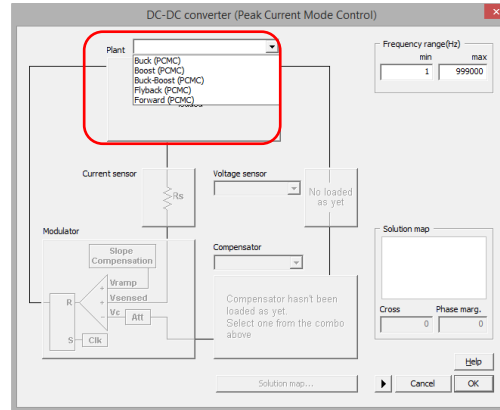 DC-DC converter (Peak Current Mode Control)
x
Plant
Buck (PCMC)
Boost (PCMC)
Buck-Boost (PCMC)
Flyback (PCMC)
Forward (PCMC)
loaded
Frequency range(Hz)
min max
1 999000
Current sensor
Rs
Voltage sensor
No loaded
as yet
Modulator
Slope
Compensation
Vramp
Vsensed
Vc
Att
R
S
Clk
+
+
-
Compensator
Compensator hasn't been
loaded as yet.
Select one from the combo
above
Solution map
Cross Phase marg.
0 0
Solution map...
Help
Cancel
OK